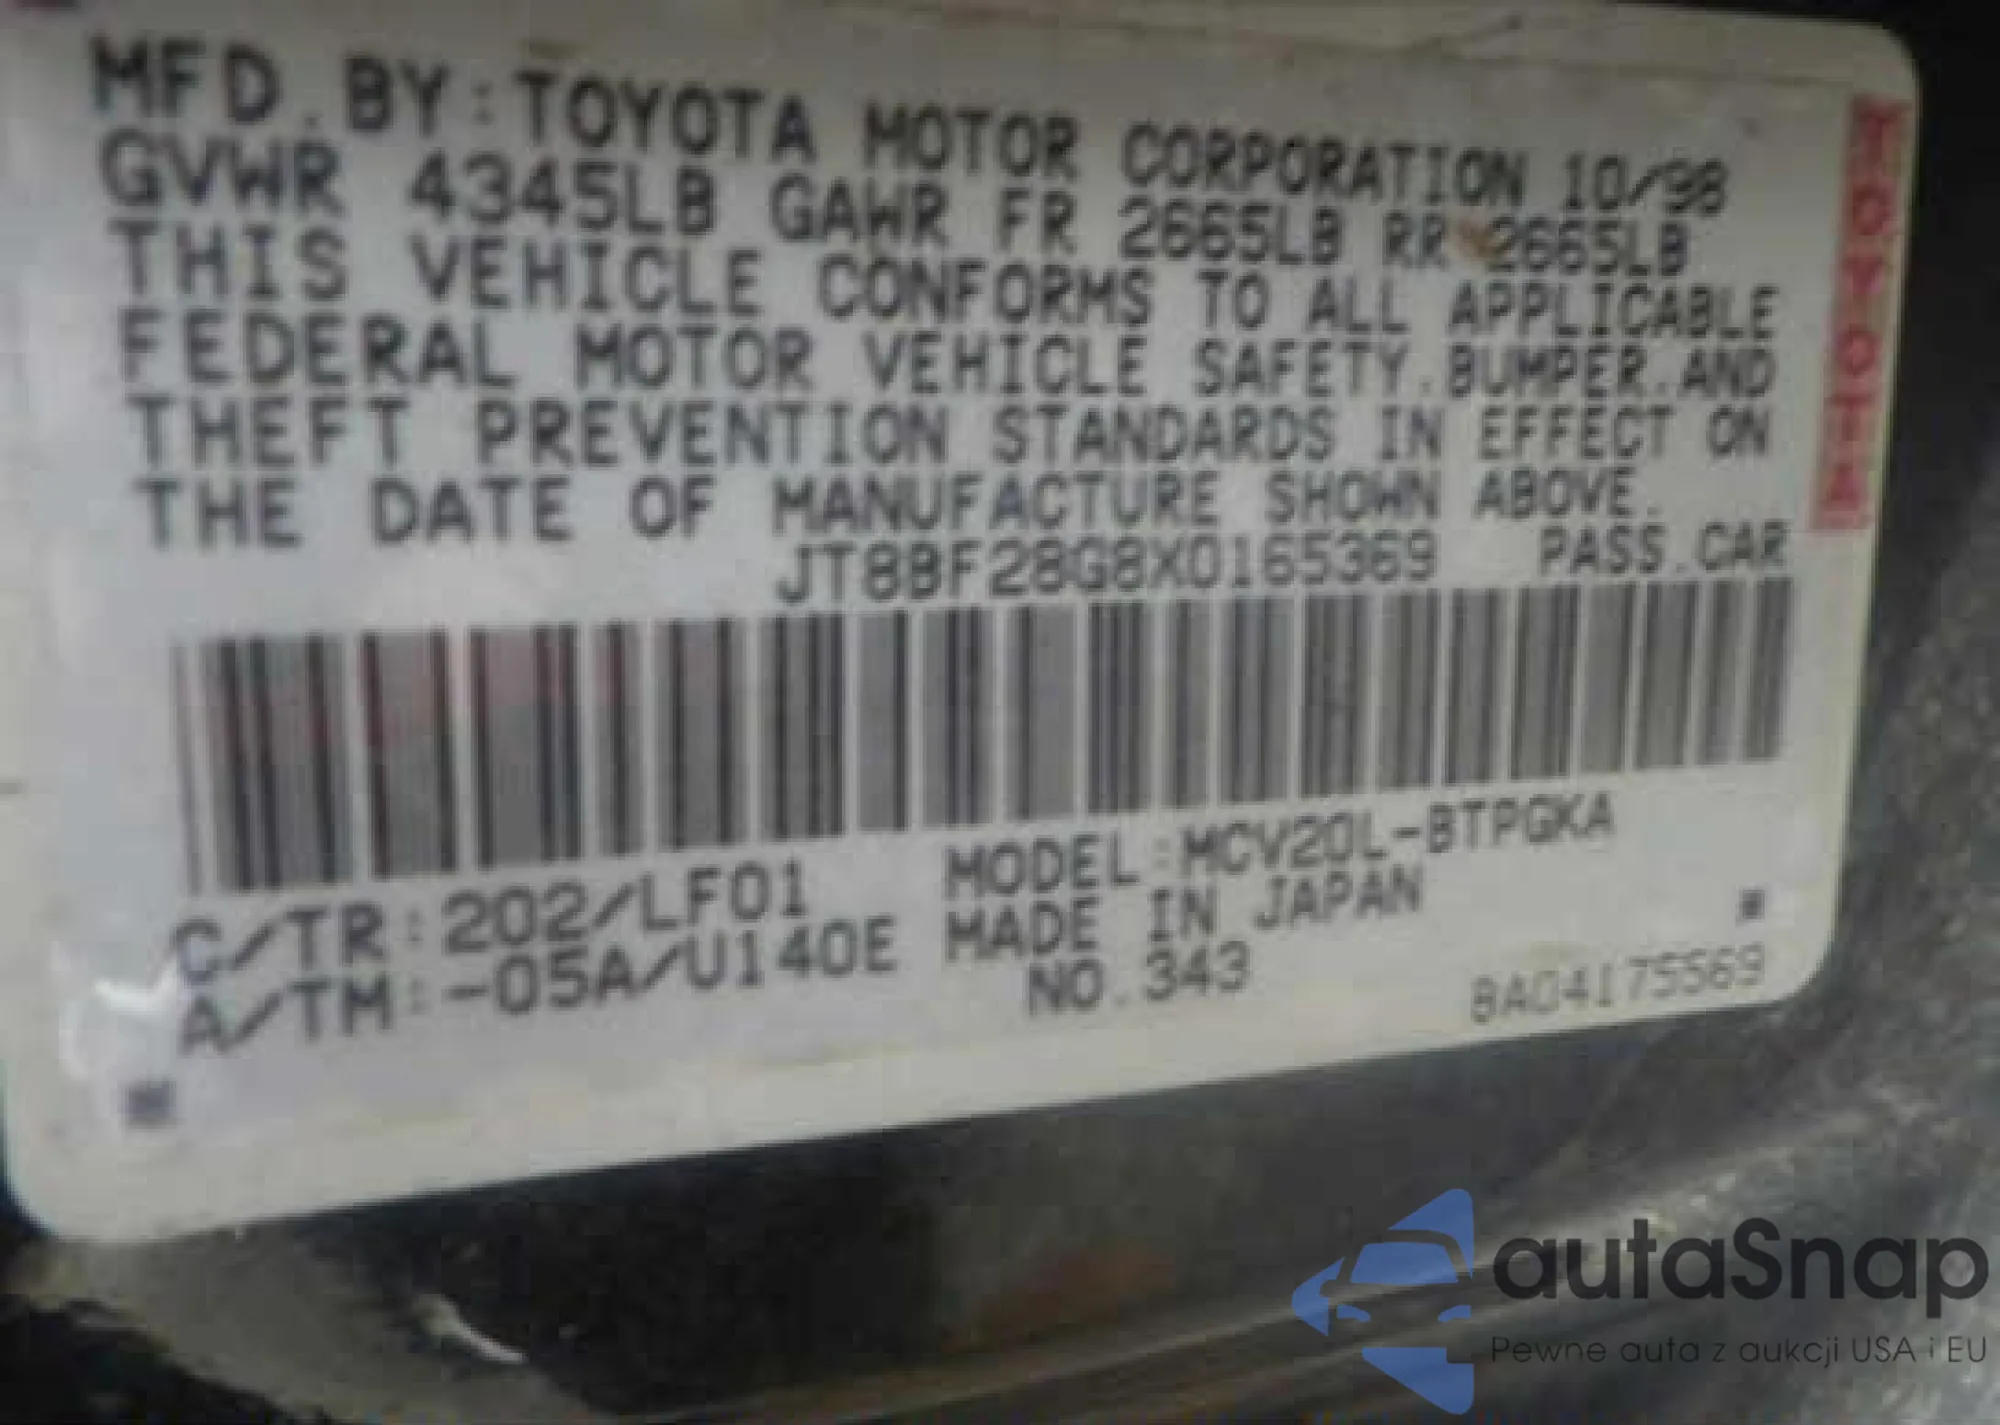 MFD. BY: TOYOTA MOTOR CORPORATION 10/98
GVWR 4345LB GAWR FR 2665LB RR 2665LB
THIS VEHICLE CONFORMS TO ALL APPLICABLE
FEDERAL MOTOR VEHICLE SAFETY, BUMPER, AND
THEFT PREVENTION STANDARDS IN EFFECT ON
THE DATE OF MANUFACTURE SHOWN ABOVE.
JT8BF28G8X0165369 PASS. CAR
C/TR: 202/LF01 MODEL: MCV20L-BTPGKA
A/TM: -05A/U140E MADE IN JAPAN
NO. 343
8A04175569
TOYOTA
autaSnap
Pewne auta z aukcji USA i EU